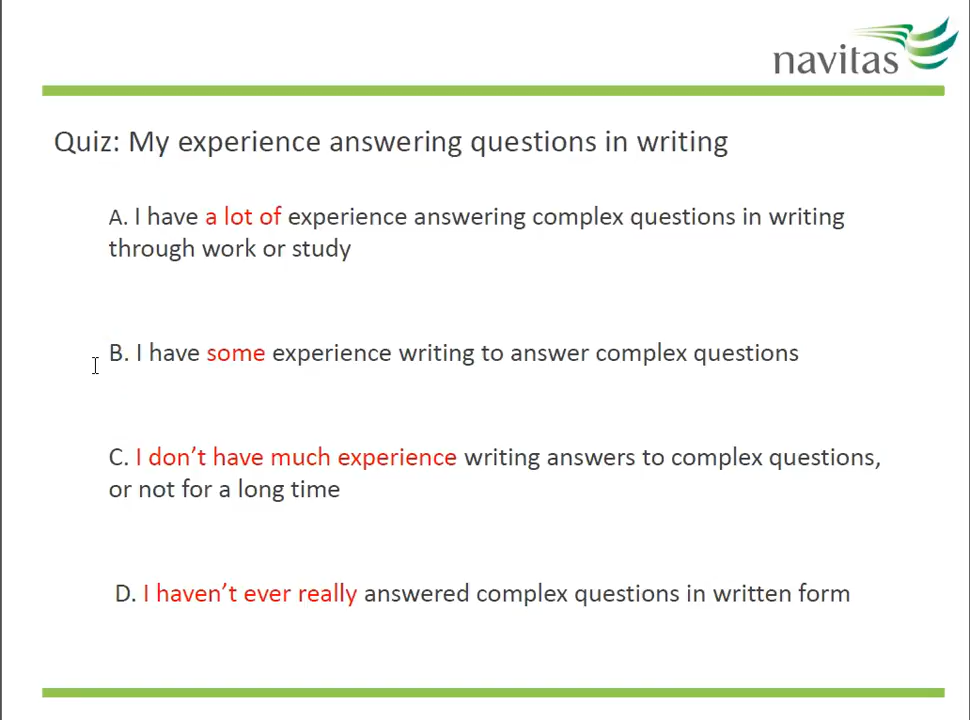 navitas
Quiz: My experience answering questions in writing
A. I have a lot of experience answering complex questions in writing
through work or study
B. I have some experience writing to answer complex questions
C. I don’t have much experience writing answers to complex questions,
or not for a long time
D. I haven’t ever really answered complex questions in written form